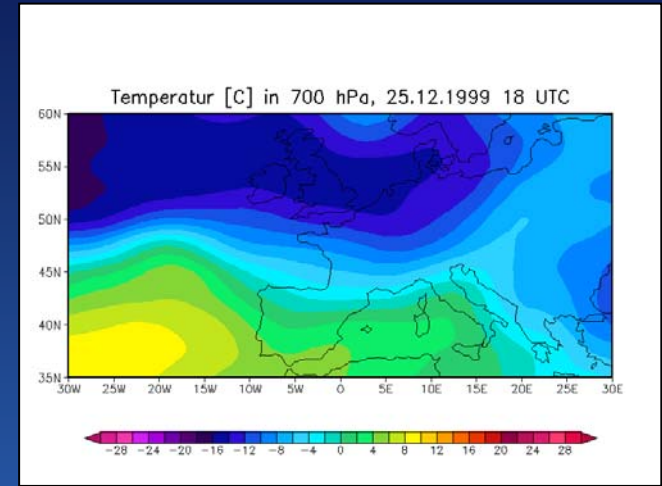 Temperatur [C] in 700 hPa, 25.12.1999 18 UTC
60N
55N
50N
45N
40N
35N
30W 25W 20W 15W 10W 5W 0 5E 10E 15E 20E 25E 30E
-28 -24 -20 -16 -12 -8 -4 0 4 8 12 16 20 24 28